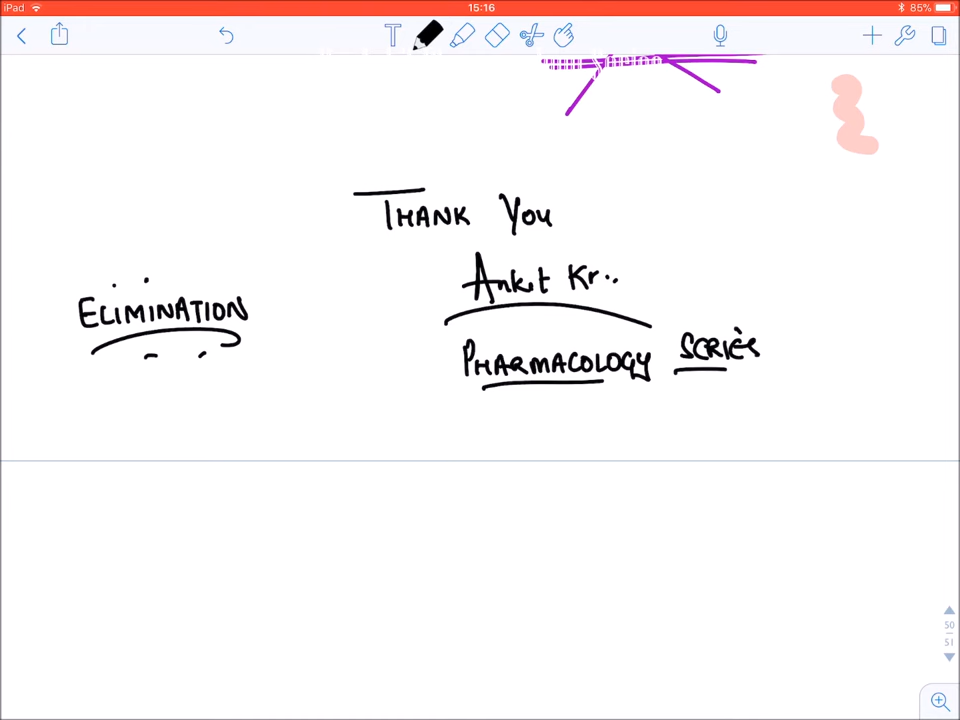 iPad 15:16 85%
T
THANK YOU
Ankit Kr..
ELIMINATION
PHARMACOLOGY SERIES
50
51